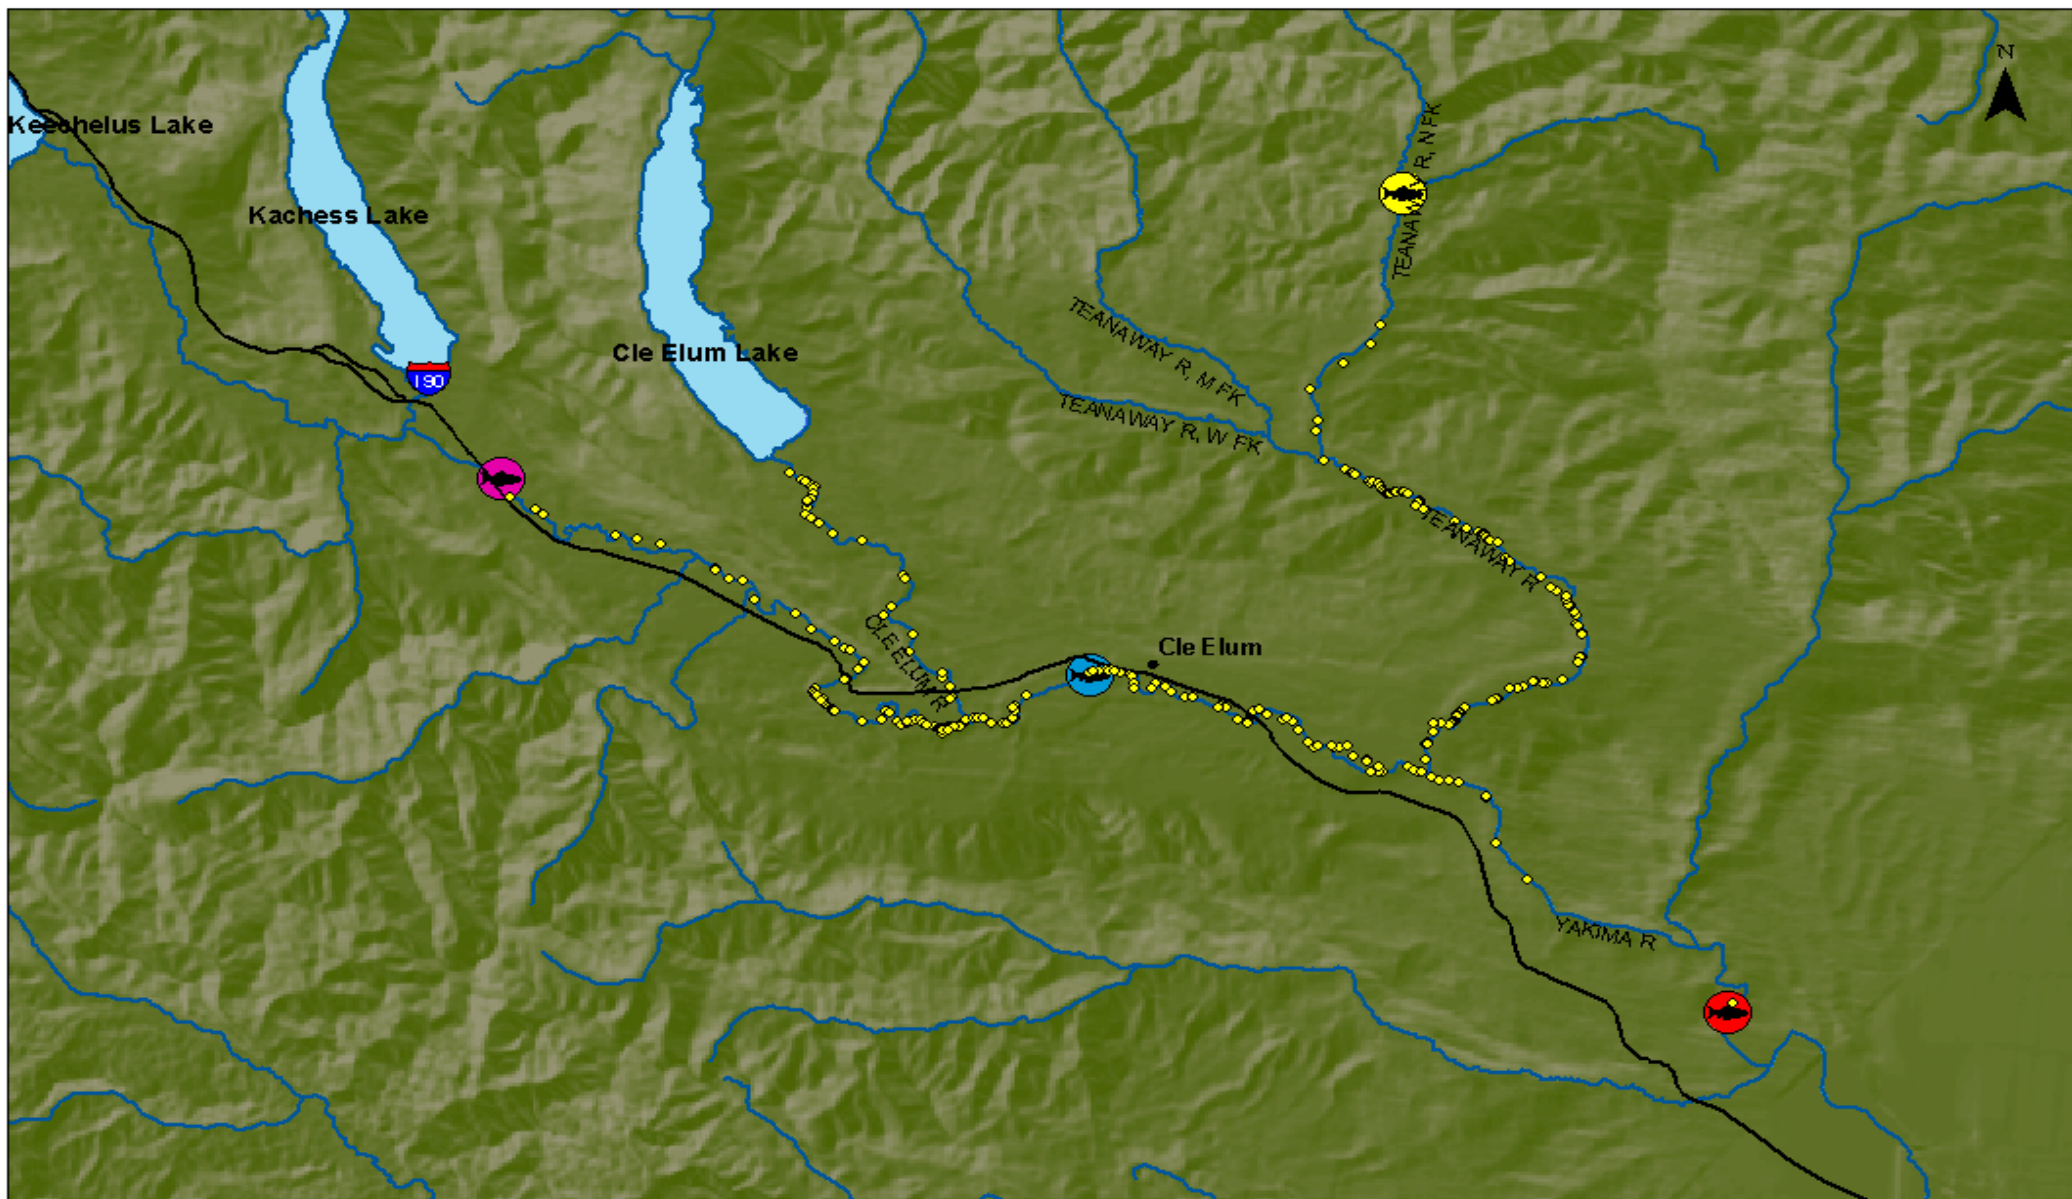 N
Keechelus Lake
TEANAWAY R, N FK
Kachess Lake
TEANAWAY R, M FK
Cle Elum Lake
I 90
TEANAWAY R, W FK
TEANAWAY R
CLE ELUM R
Cle Elum
YAKIMA R